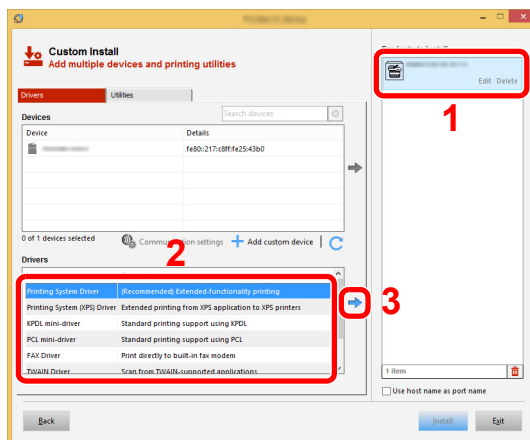 Custom Install
Add multiple devices and printing utilities
Drivers Utilities
Devices Search devices
Device Details
fe80::217:c8ff:fe25:43b0
0 of 1 devices selected Communication settings Add custom device
Drivers
Printing System Driver (Recommended) Extended-functionality printing
Printing System (XPS) Driver Extended printing from XPS application to XPS printers
KPDL mini-driver Standard printing support using KPDL
PCL mini-driver Standard printing support using PCL
FAX Driver Print directly to built-in fax modem
TWAIN Driver Scan from TWAIN-supported applications
2
3
Edit Delete
1
1 item
Use host name as port name
Back Install Exit